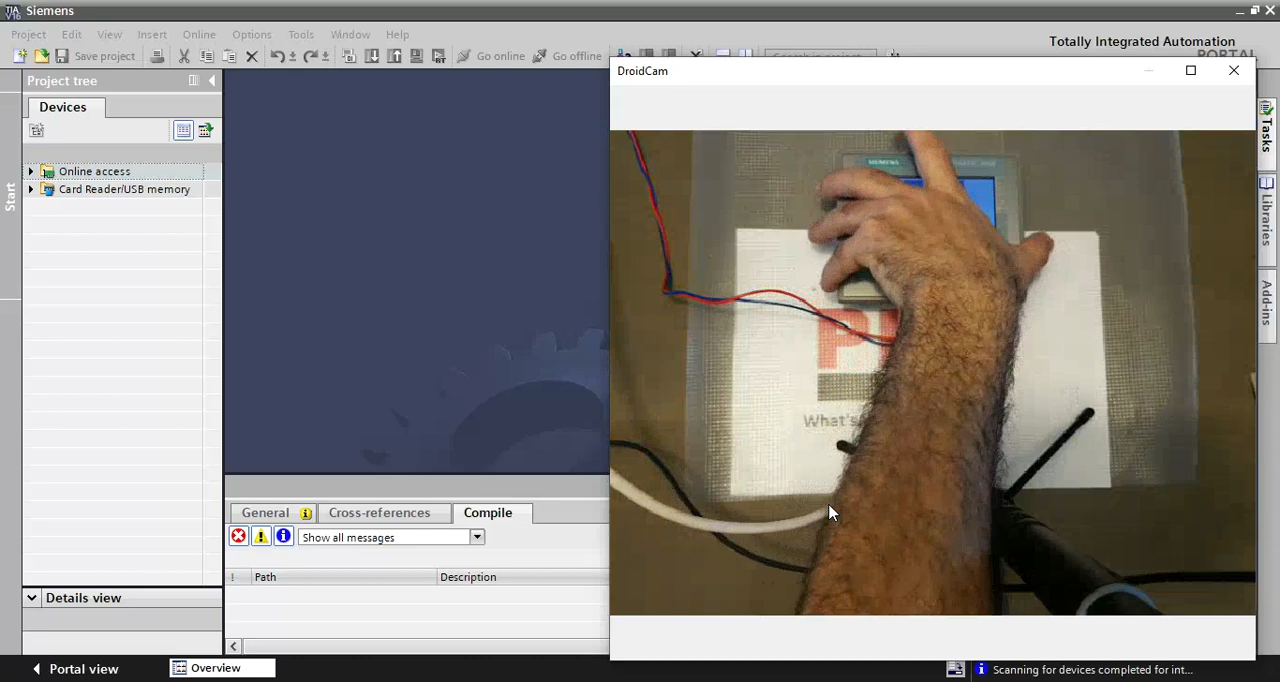 TIA
V16
Siemens
Project Edit View Insert Online Options Tools Window Help
Totally Integrated Automation
PORTAL
Save project
Go online
Go offline
Project tree
Devices
Online access
Card Reader/USB memory
Start
Details view
Portal view
Overview
General
Cross-references
Compile
Show all messages
! Path Description
DroidCam
SIEMENS
What's
Tasks
Libraries
Add-ins
Scanning for devices completed for int...